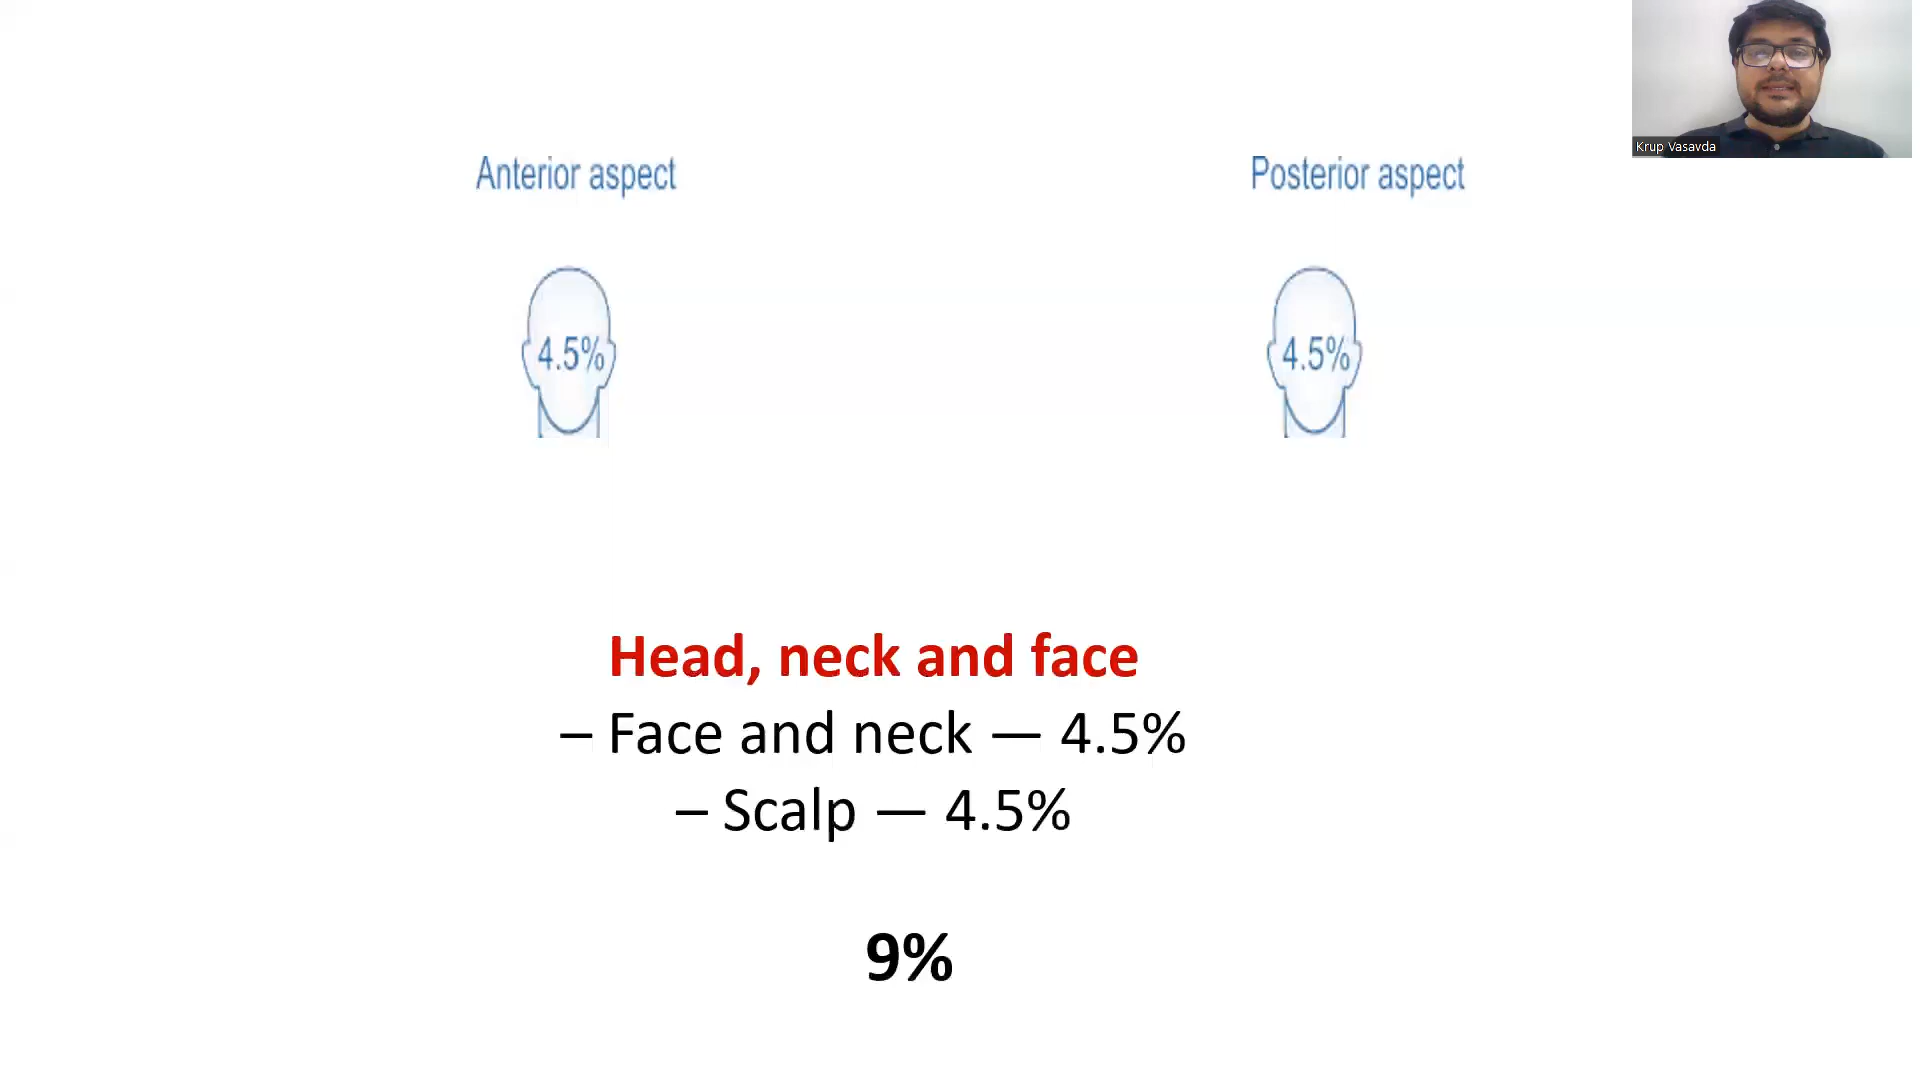 Krup Vasavda
Anterior aspect
Posterior aspect
4.5%
4.5%
Head, neck and face
– Face and neck — 4.5%
– Scalp — 4.5%
9%